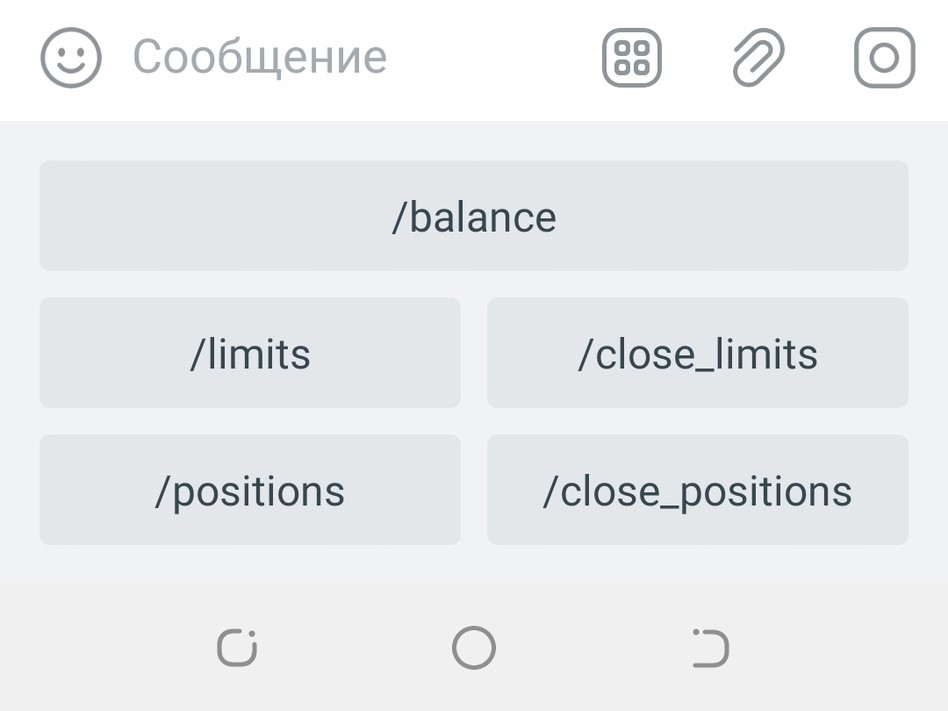 Сообщение
/balance
/limits
/close_limits
/positions
/close_positions